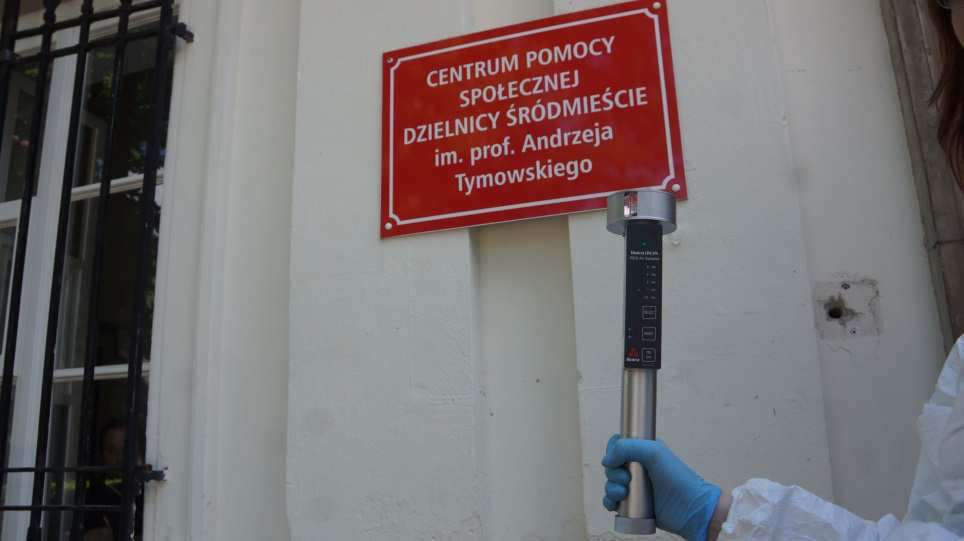 CENTRUM POMOCY
SPOŁECZNEJ
DZIELNICY ŚRÓDMIEŚCIE
im. prof. Andrzeja
Tymowskiego